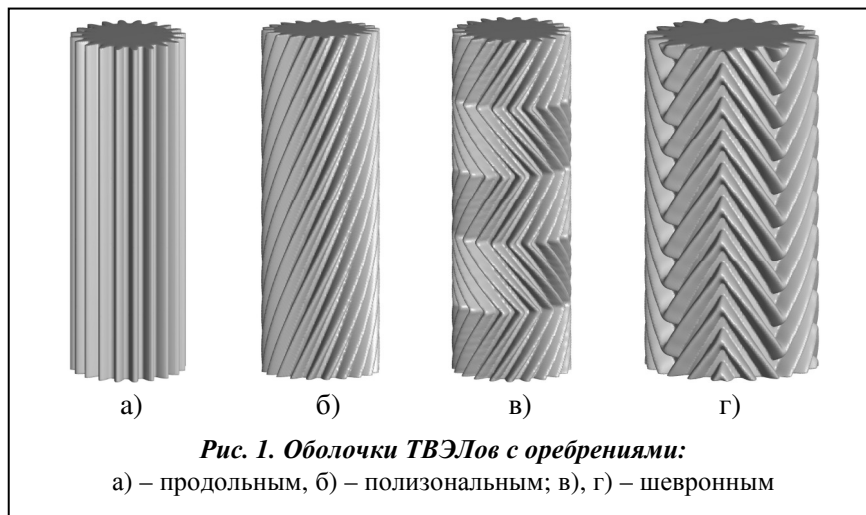 а)
б)
в)
г)
Рис. 1. Оболочки ТВЭЛов с оребрениями:
а) – продольным, б) – полизональным; в), г) – шевронным